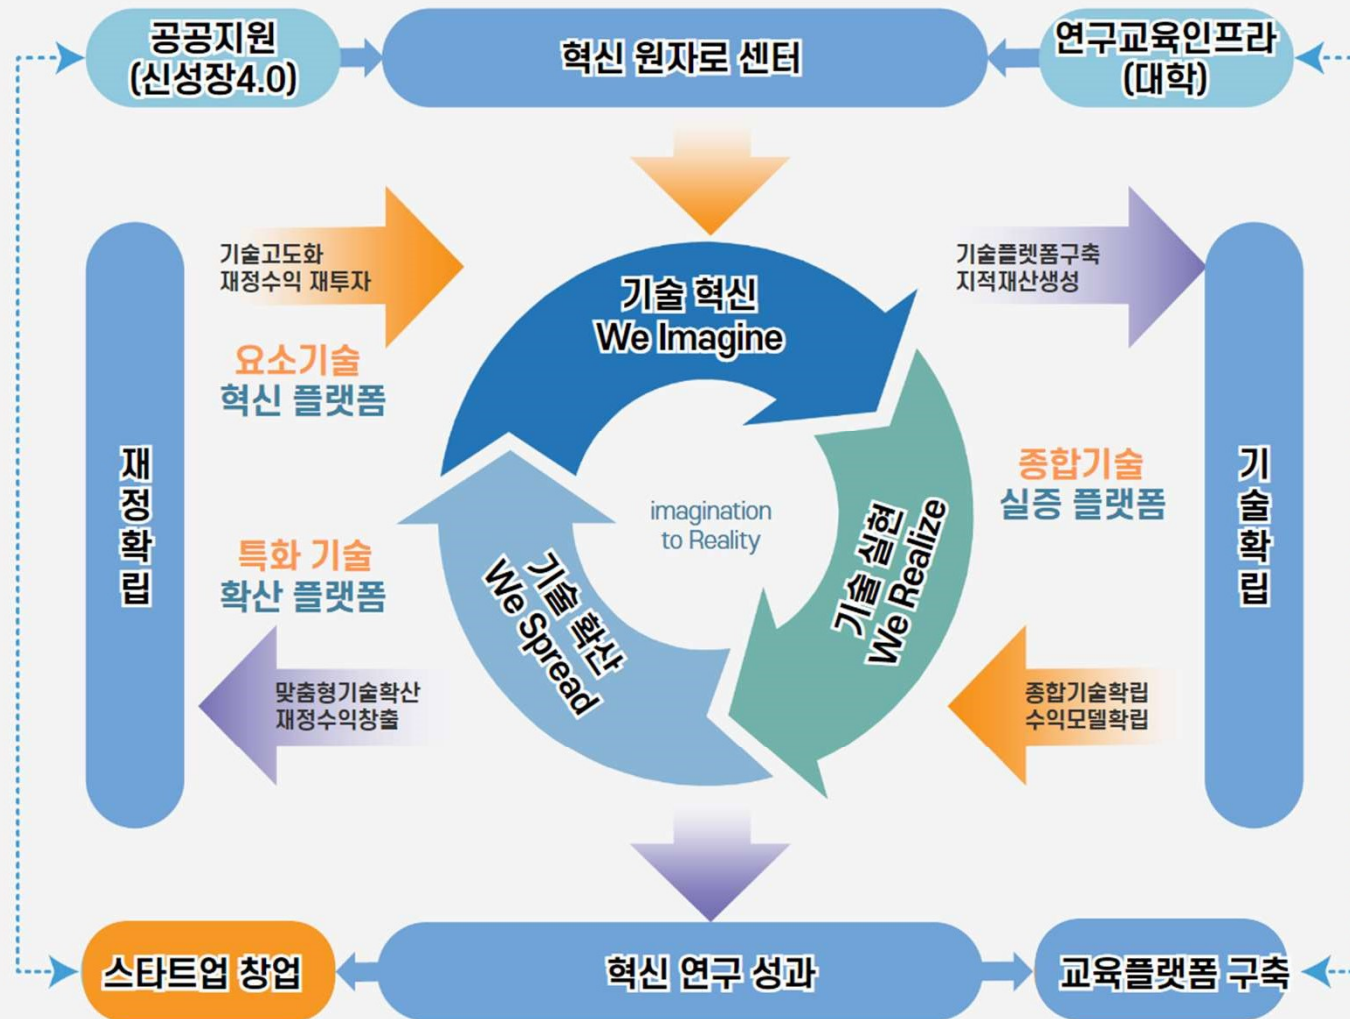 공공지원
(신성장4.0)
혁신 원자로 센터
연구교육인프라
(대학)
기술고도화
재정수익 재투자
기술플렛폼구축
지적재산생성
기술 혁신
We Imagine
요소기술
혁신 플랫폼
재정확립
종합기술
실증 플랫폼
기술확립
imagination
to Reality
기술 실현
We Realize
특화 기술
확산 플랫폼
기술 확산
We Spread
맞춤형기술확산
재정수익창출
종합기술확립
수익모델확립
스타트업 창업
혁신 연구 성과
교육플랫폼 구축